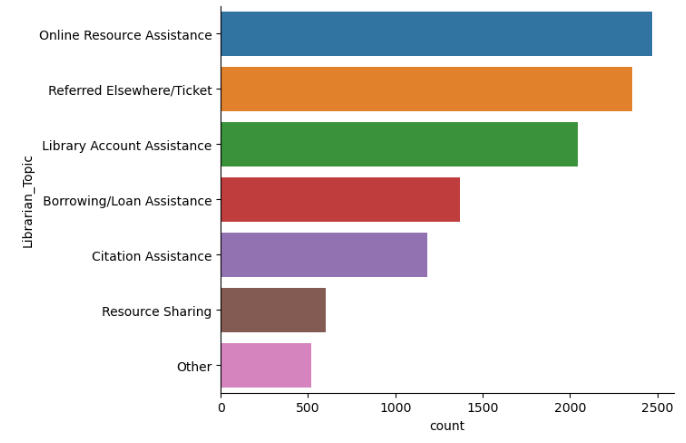 Librarian_Topic
Online Resource Assistance
Referred Elsewhere/Ticket
Library Account Assistance
Borrowing/Loan Assistance
Citation Assistance
Resource Sharing
Other
0 500 1000 1500 2000 2500
count